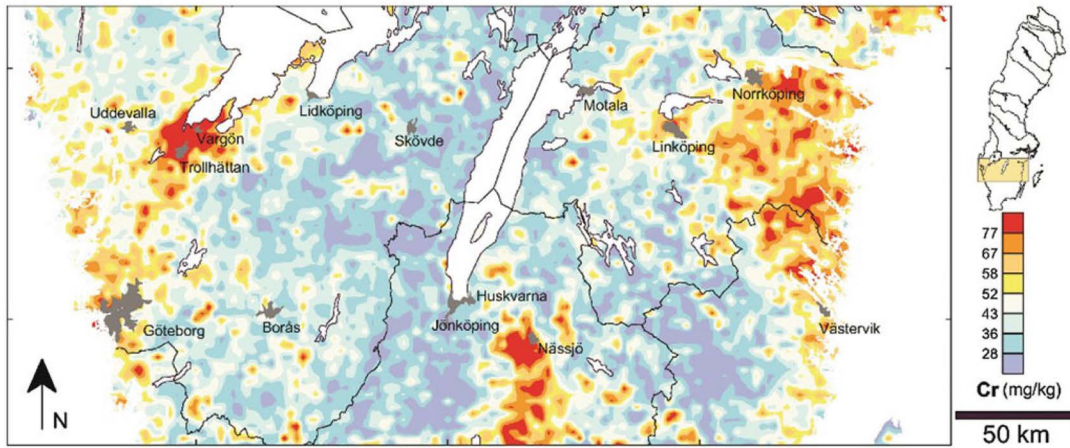 Uddevalla
Lidköping
Motala
Norrköping
Vargön
Skövde
Linköping
Trollhättan
Huskvarna
Göteborg
Borås
Jönköping
Västervik
Nässjö
N
77
67
58
52
43
36
28
Cr (mg/kg)
50 km